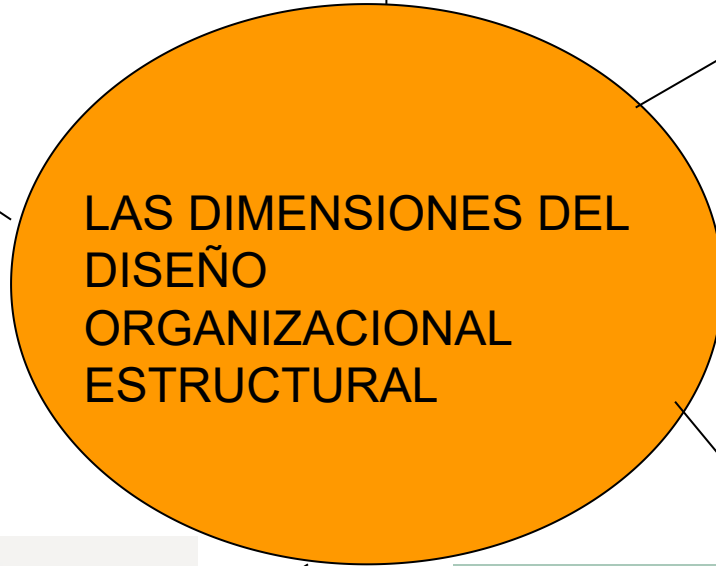 LAS DIMENSIONES DEL
DISEÑO
ORGANIZACIONAL
ESTRUCTURAL